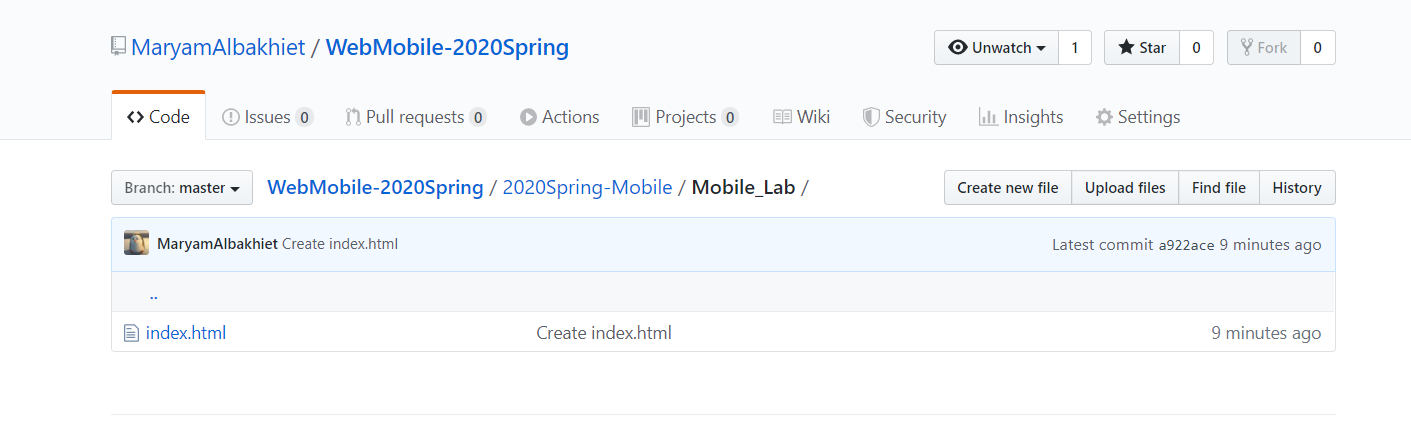 MaryamAlbakhiet / WebMobile-2020Spring Unwatch 1 Star 0 Fork 0
Code Issues 0 Pull requests 0 Actions Projects 0 Wiki Security Insights Settings
Branch: master WebMobile-2020Spring / 2020Spring-Mobile / Mobile_Lab / Create new file Upload files Find file History
MaryamAlbakhiet Create index.html Latest commit a922ace 9 minutes ago
..
index.html Create index.html 9 minutes ago